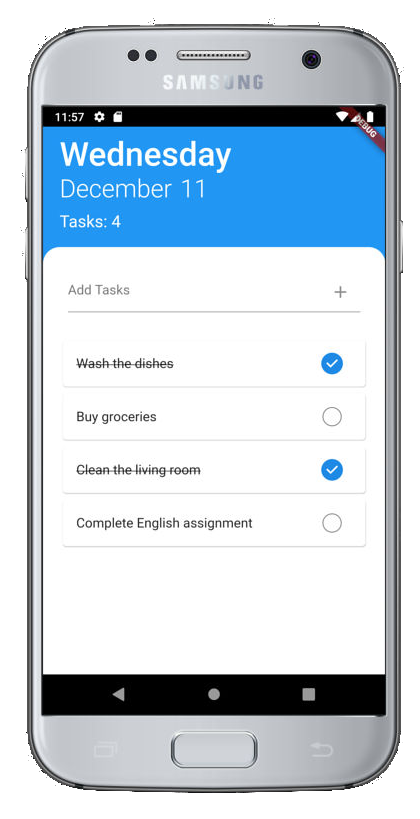 SAMSUNG
11:57
DEBUG
Wednesday
December 11
Tasks: 4
Add Tasks
Wash the dishes
Buy groceries
Clean the living room
Complete English assignment